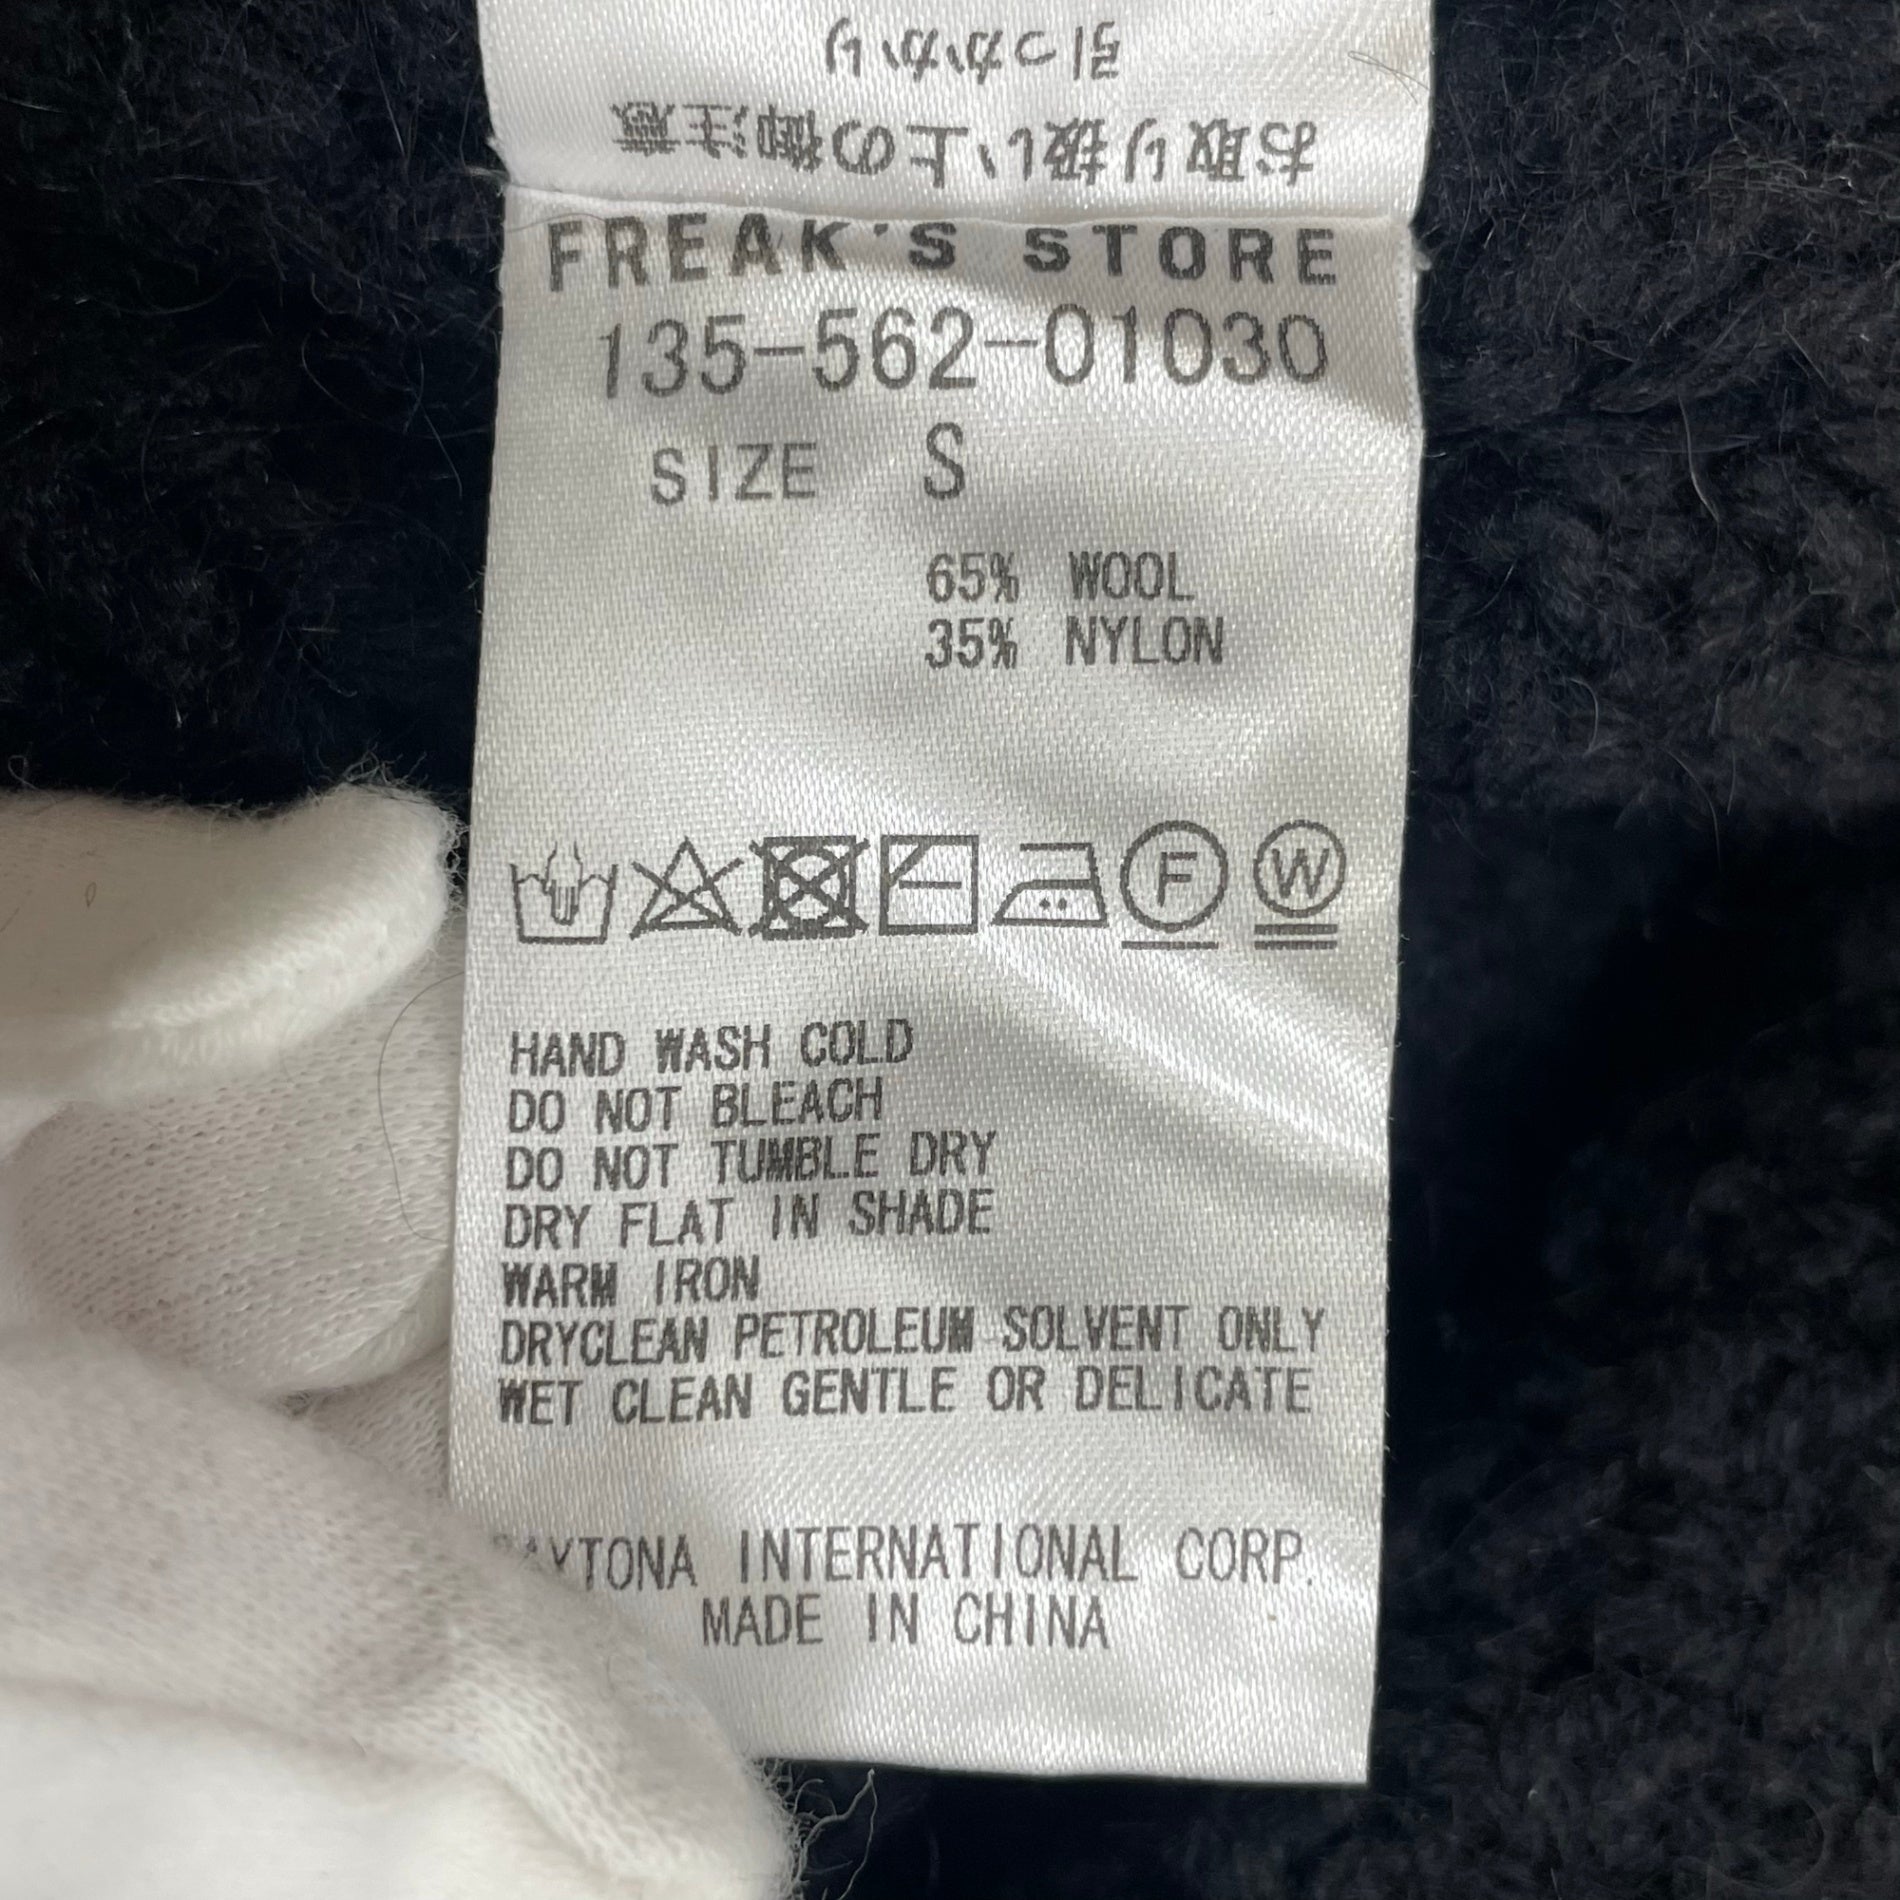 引っかかり
お取り扱い上の御注意
FREAK'S STORE
135-562-01030
SIZE S
65% WOOL
35% NYLON
F W
HAND WASH COLD
DO NOT BLEACH
DO NOT TUMBLE DRY
DRY FLAT IN SHADE
WARM IRON
DRYCLEAN PETROLEUM SOLVENT ONLY
WET CLEAN GENTLE OR DELICATE
DAYTONA INTERNATIONAL CORP.
MADE IN CHINA